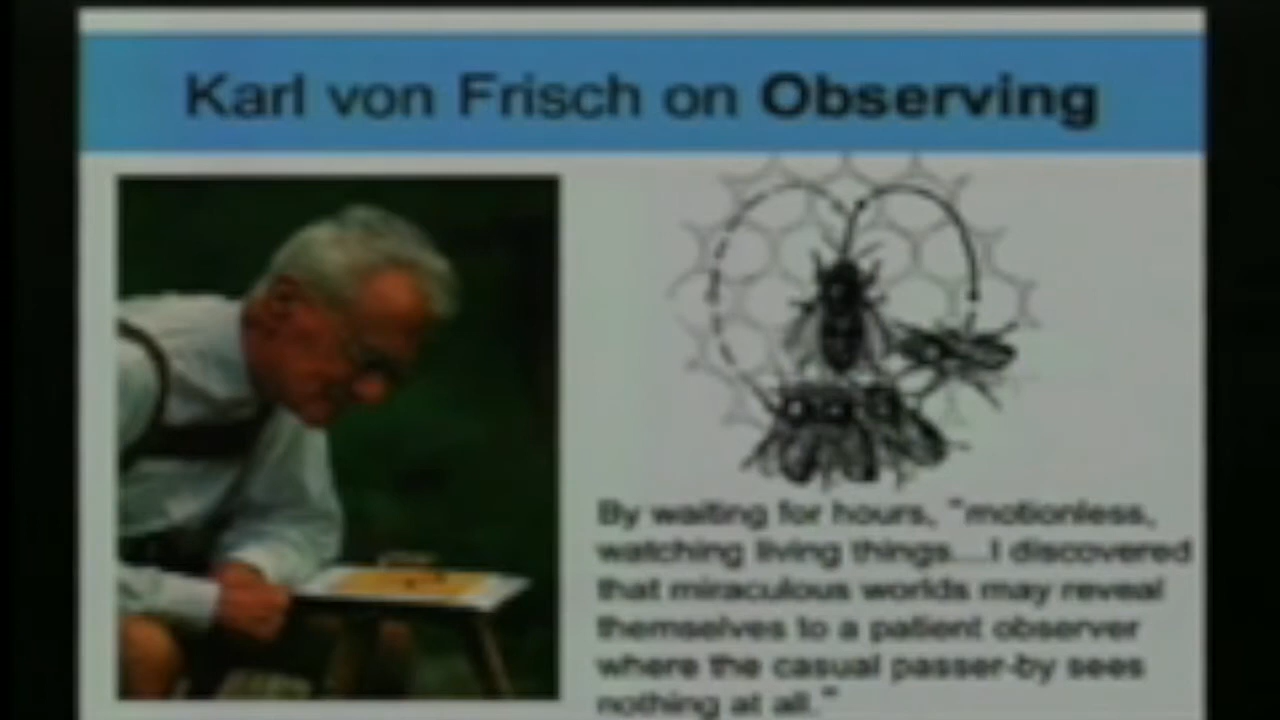 Karl von Frisch on Observing
By waiting for hours, "motionless,
watching living things....I discovered
that miraculous worlds may reveal
themselves to a patient observer
where the casual passer-by sees
nothing at all."